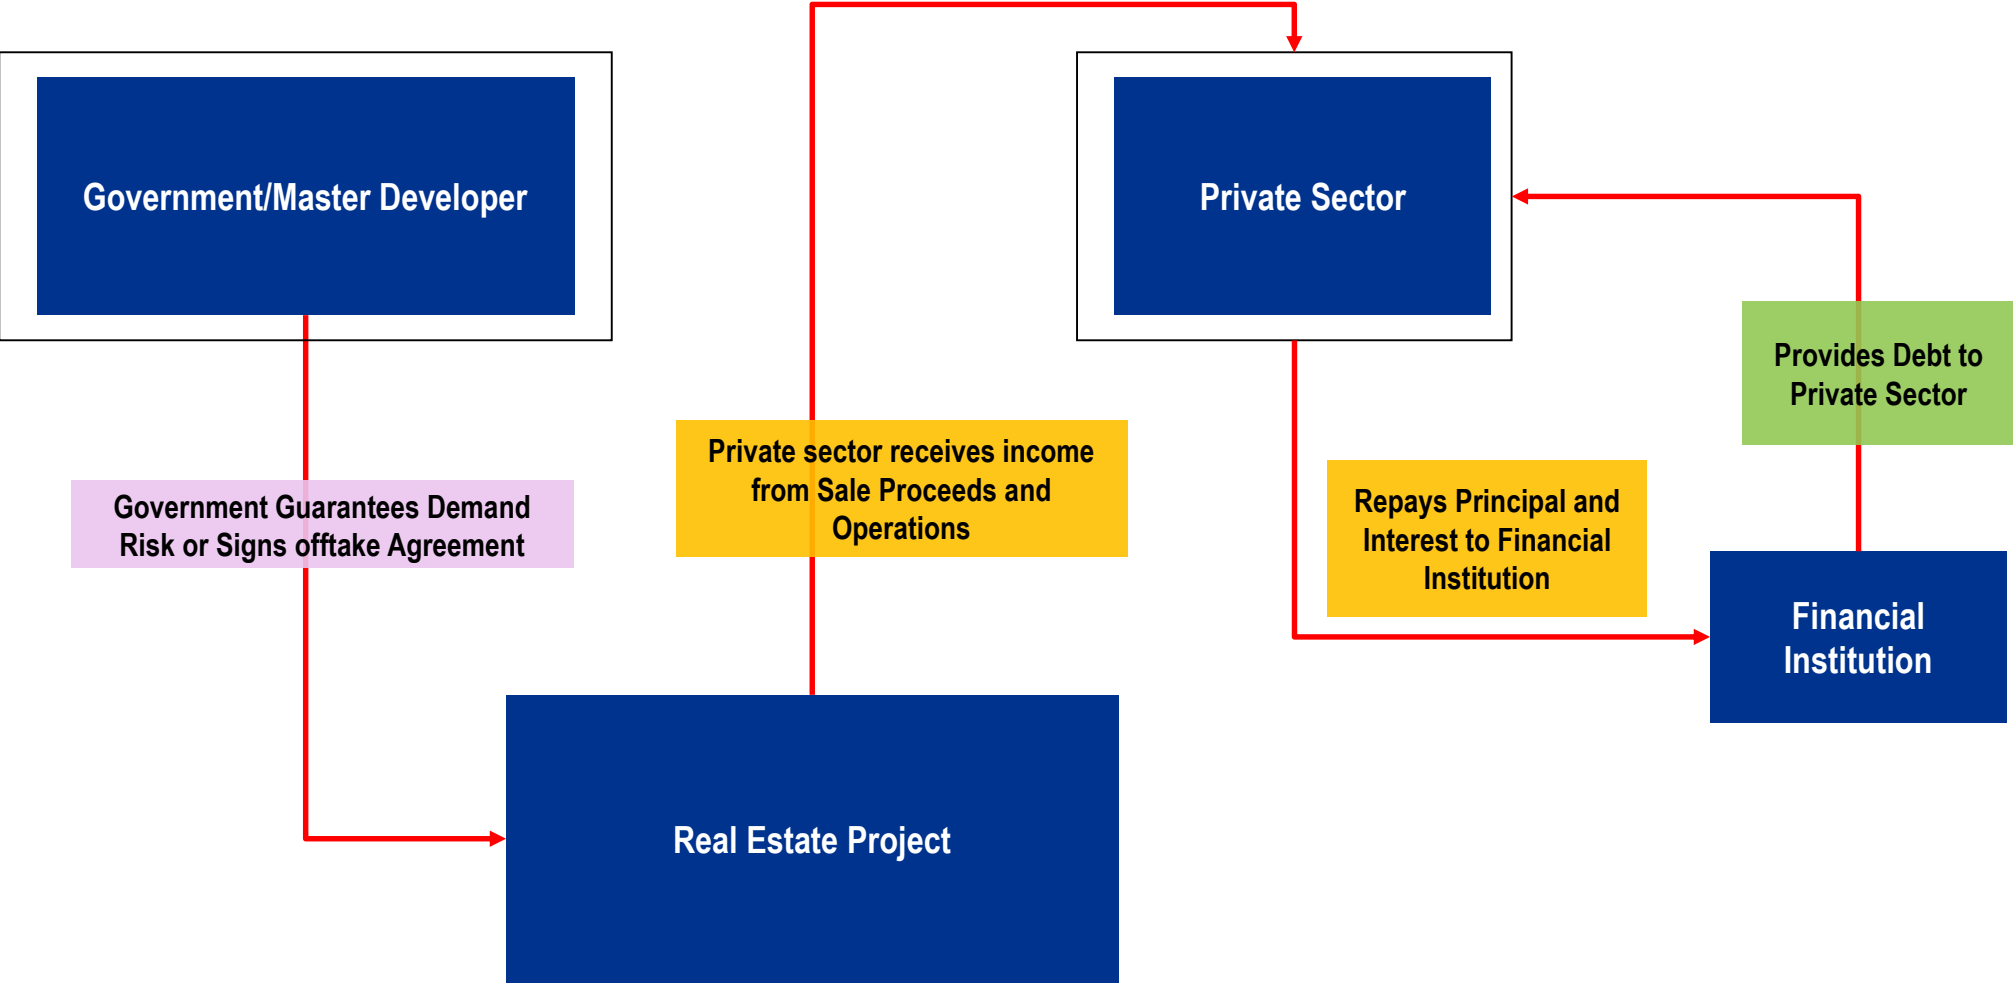 Government/Master Developer
Private Sector
Provides Debt to
Private Sector
Private sector receives income
from Sale Proceeds and
Operations
Government Guarantees Demand
Risk or Signs offtake Agreement
Repays Principal and
Interest to Financial
Institution
Financial
Institution
Real Estate Project